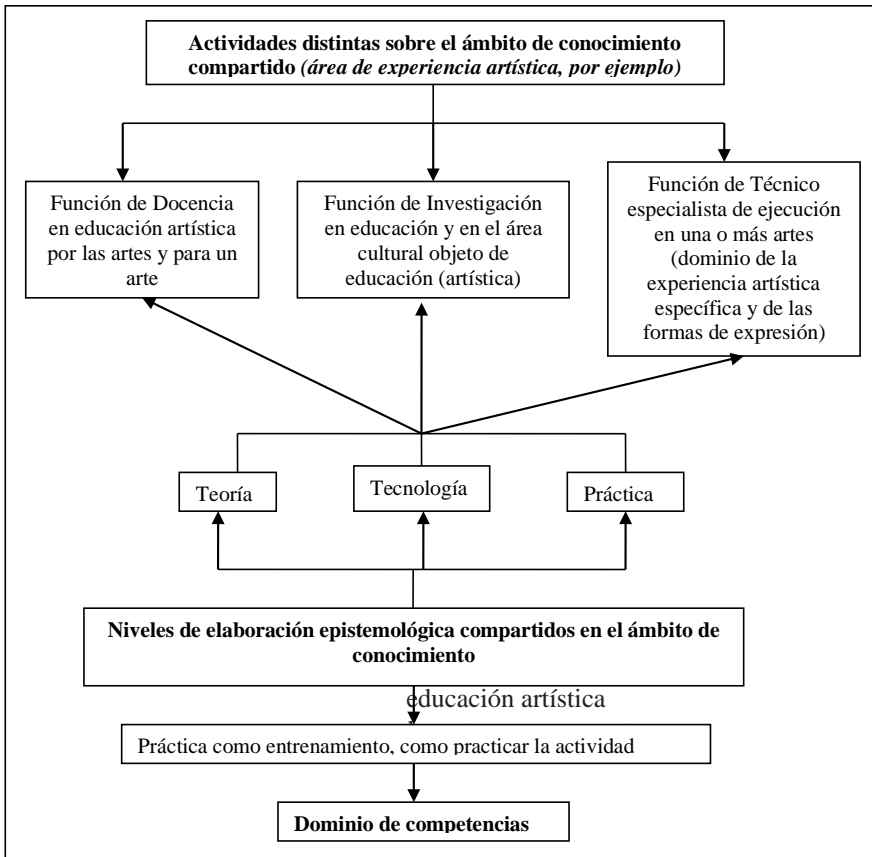 Actividades distintas sobre el ámbito de conocimiento
compartido (área de experiencia artística, por ejemplo)
Función de Docencia
en educación artística
por las artes y para un
arte
Función de Investigación
en educación y en el área
cultural objeto de
educación (artística)
Función de Técnico
especialista de ejecución
en una o más artes
(dominio de la
experiencia artística
específica y de las
formas de expresión)
Teoría
Tecnología
Práctica
Niveles de elaboración epistemológica compartidos en el ámbito de
conocimiento
educación artística
Práctica como entrenamiento, como practicar la actividad
Dominio de competencias